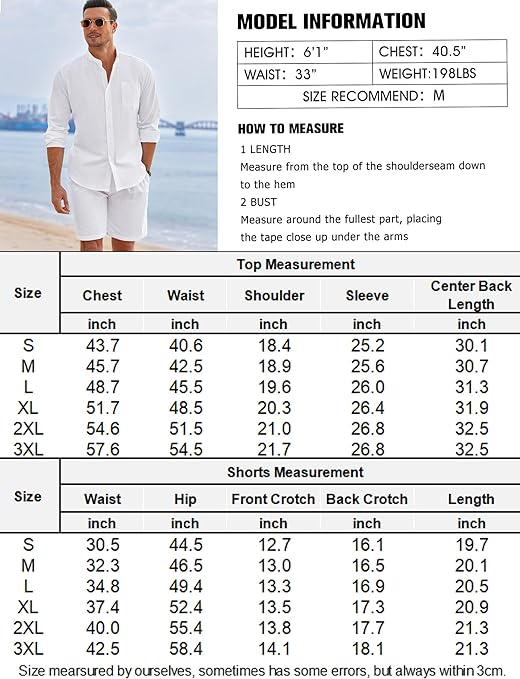 MODEL INFORMATION
HEIGHT: 6'1" CHEST: 40.5"
WAIST: 33" WEIGHT:198LBS
SIZE RECOMMEND: M
HOW TO MEASURE
1 LENGTH
Measure from the top of the shoulderseam down
to the hem
2 BUST
Measure around the fullest part, placing
the tape close up under the arms
Size Top Measurement
Chest Waist Shoulder Sleeve Center Back Length
inch inch inch inch inch
S 43.7 40.6 18.4 25.2 30.1
M 45.7 42.5 18.9 25.6 30.7
L 48.7 45.5 19.6 26.0 31.3
XL 51.7 48.5 20.3 26.4 31.9
2XL 54.6 51.5 21.0 26.8 32.5
3XL 57.6 54.5 21.7 26.8 32.5
Size Shorts Measurement
Waist Hip Front Crotch Back Crotch Length
inch inch inch inch inch
S 30.5 44.5 12.7 16.1 19.7
M 32.3 46.5 13.0 16.5 20.1
L 34.8 49.4 13.3 16.9 20.5
XL 37.4 52.4 13.5 17.3 20.9
2XL 40.0 55.4 13.8 17.7 21.3
3XL 42.5 58.4 14.1 18.1 21.3
Size mearsured by ourselves, sometimes has some errors, but always within 3cm.